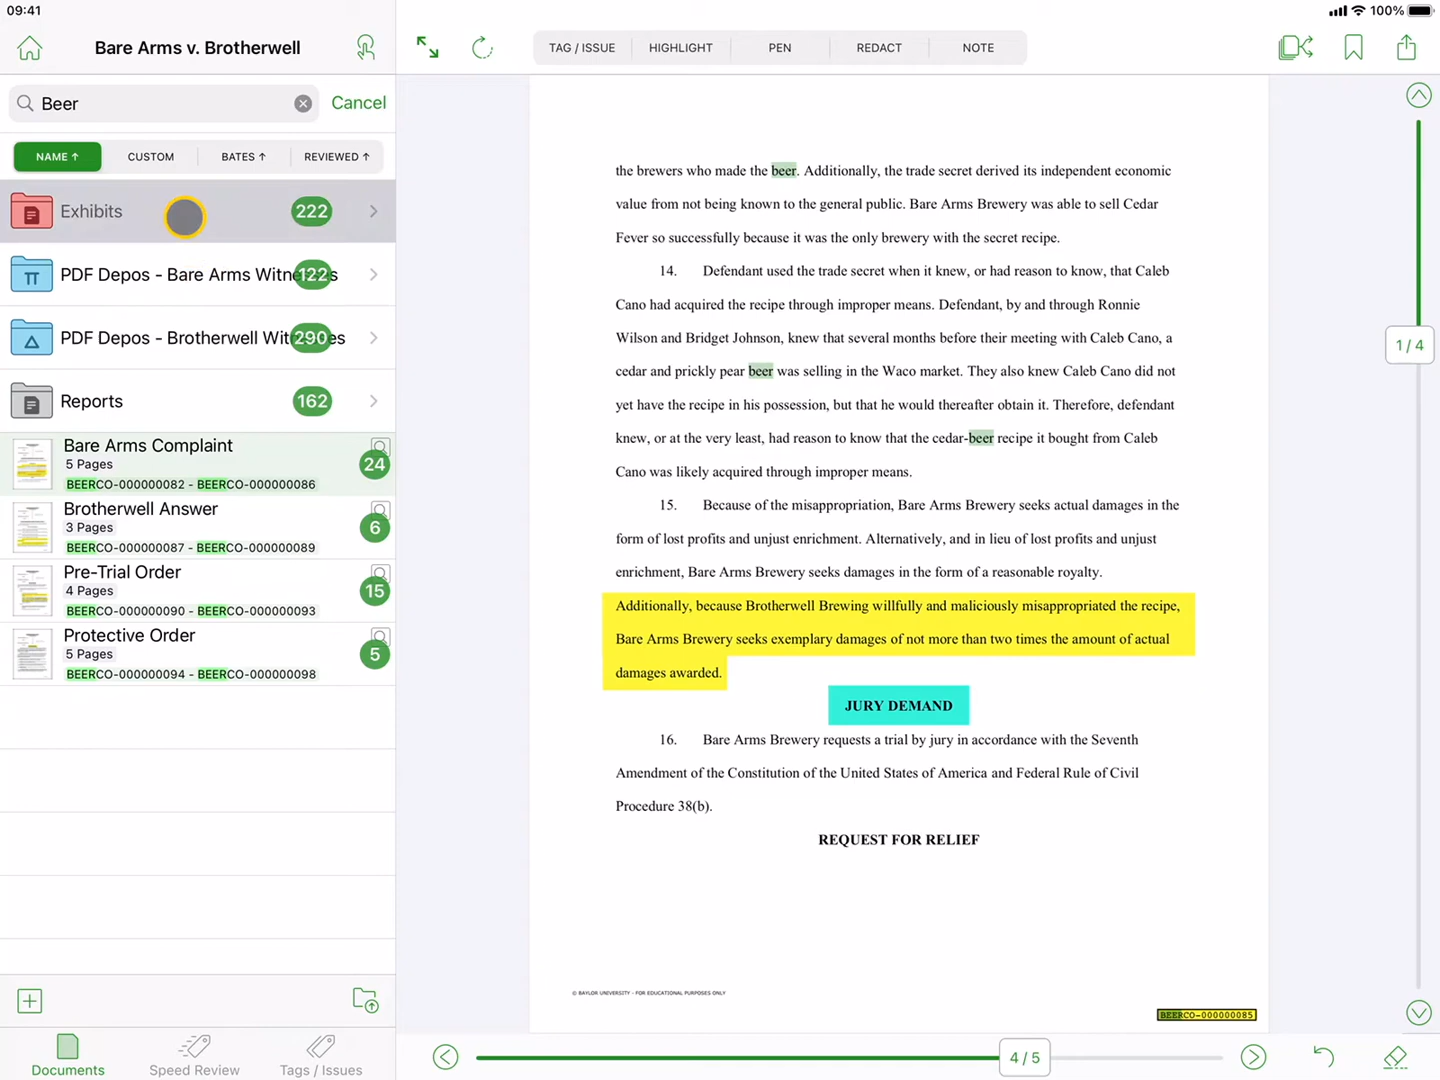 09:41
100%
Bare Arms v. Brotherwell
TAG / ISSUE
HIGHLIGHT
PEN
REDACT
NOTE
Beer
Cancel
NAME ↑
CUSTOM
BATES ↑
REVIEWED ↑
Exhibits
222
PDF Depos - Bare Arms
122
PDF Depos - Brotherwell
290
Reports
162
Bare Arms Complaint
5 Pages
24
BEERCO-000000082 - BEERCO-000000086
Brotherwell Answer
3 Pages
6
BEERCO-000000087 - BEERCO-000000089
Pre-Trial Order
4 Pages
15
BEERCO-000000090 - BEERCO-000000093
Protective Order
5 Pages
5
BEERCO-000000094 - BEERCO-000000098
Documents
Speed Review
Tags / Issues
the brewers who made the beer. Additionally, the trade secret derived its independent economic
value from not being known to the general public. Bare Arms Brewery was able to sell Cedar
Fever so successfully because it was the only brewery with the secret recipe.
14. Defendant used the trade secret when it knew, or had reason to know, that Caleb
Cano had acquired the recipe through improper means. Defendant, by and through Ronnie
Wilson and Bridget Johnson, knew that several months before their meeting with Caleb Cano, a
cedar and prickly pear beer was selling in the Waco market. They also knew Caleb Cano did not
yet have the recipe in his possession, but that he would thereafter obtain it. Therefore, defendant
knew, or at the very least, had reason to know that the cedar-beer recipe it bought from Caleb
Cano was likely acquired through improper means.
15. Because of the misappropriation, Bare Arms Brewery seeks actual damages in the
form of lost profits and unjust enrichment. Alternatively, and in lieu of lost profits and unjust
enrichment, Bare Arms Brewery seeks damages in the form of a reasonable royalty.
Additionally, because Brotherwell Brewing willfully and maliciously misappropriated the recipe,
Bare Arms Brewery seeks exemplary damages of not more than two times the amount of actual
damages awarded.
JURY DEMAND
16. Bare Arms Brewery requests a trial by jury in accordance with the Seventh
Amendment of the Constitution of the United States of America and Federal Rule of Civil
Procedure 38(b).
REQUEST FOR RELIEF
© BAYLOR UNIVERSITY - FOR EDUCATIONAL PURPOSES ONLY
BEERCO-000000085
1 / 4
4 / 5